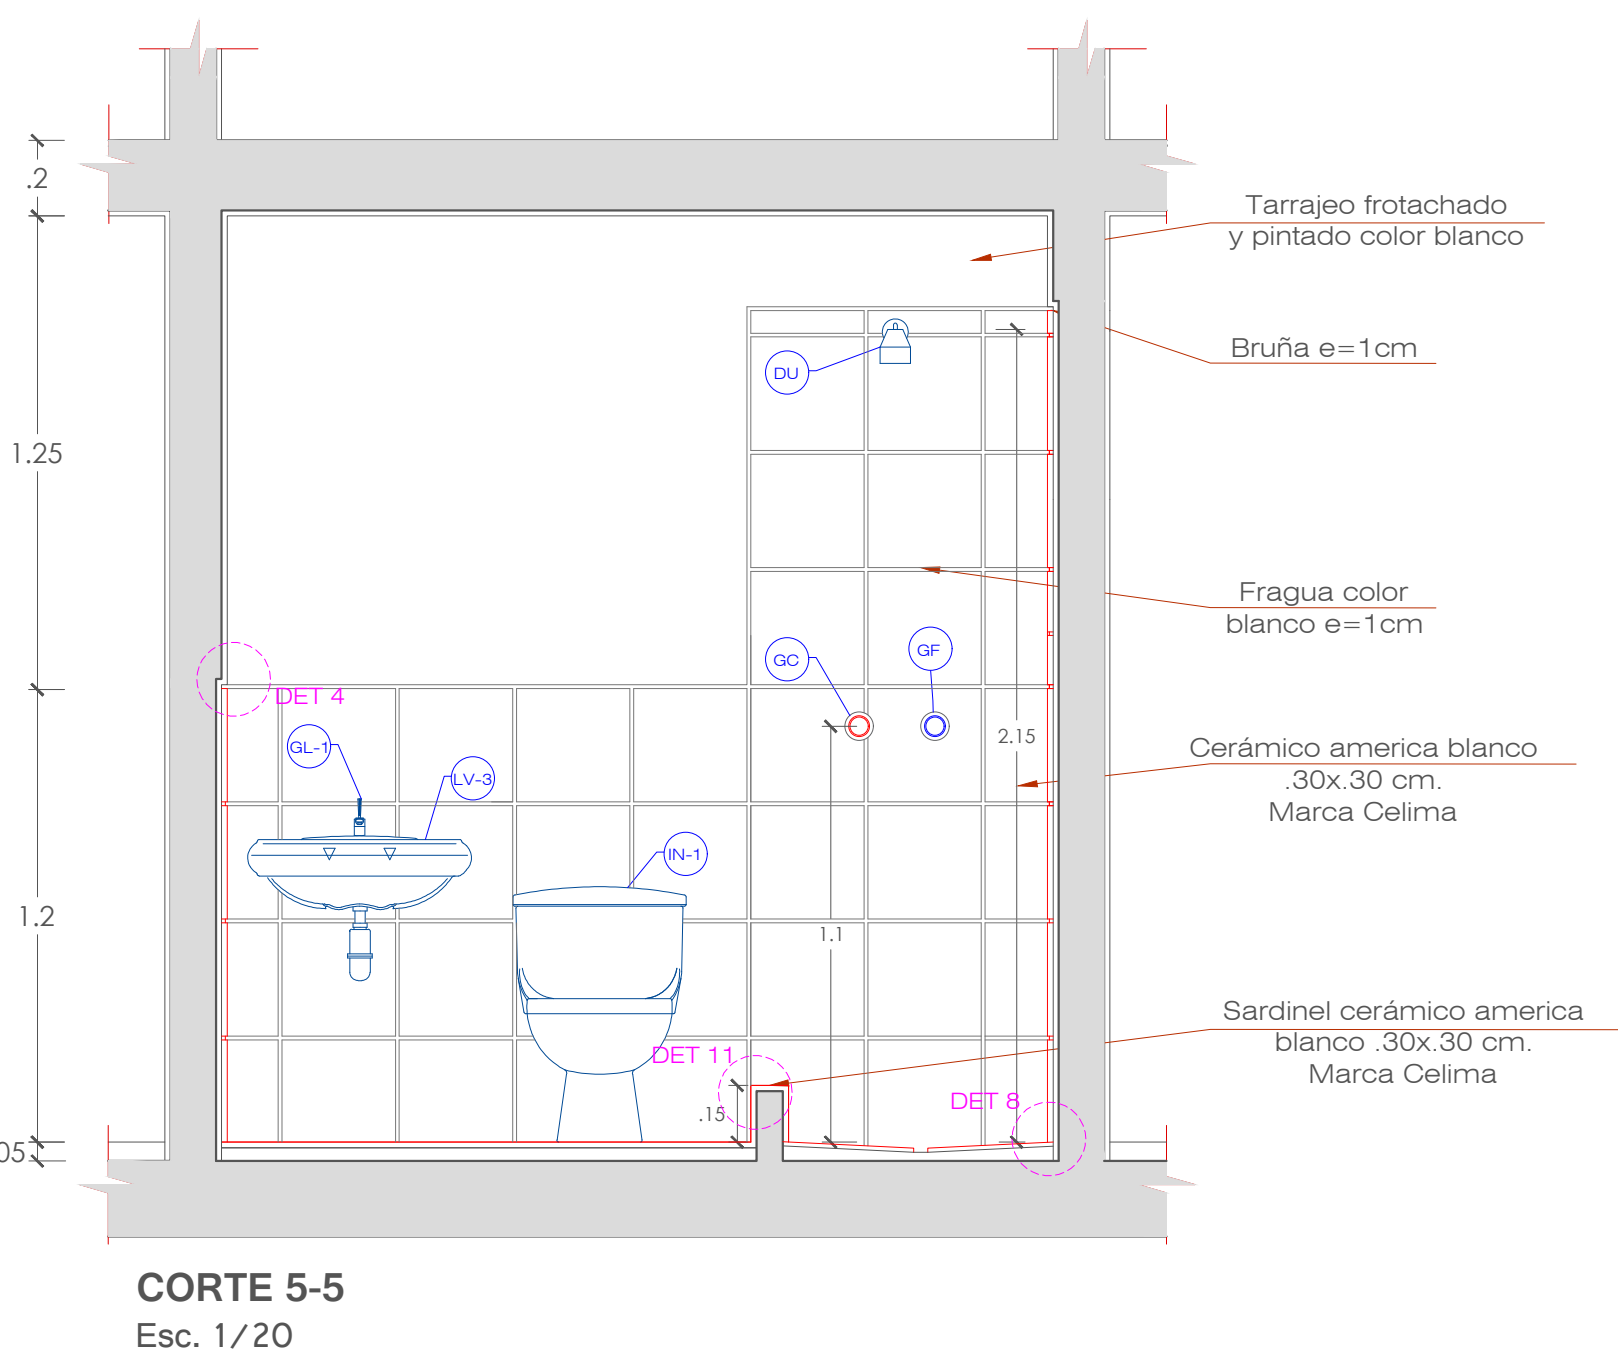 .2
Tarrajeo frotachado
y pintado color blanco
Bruña e=1cm
DU
1.25
Fragua color
blanco e=1cm
GC
GF
DET 4
GL-1
LV-3
2.15
Cerámico america blanco
.30x.30 cm.
Marca Celima
IN-1
1.2
1.1
Sardinel cerámico america
blanco .30x.30 cm.
Marca Celima
DET 11
DET 8
.15
05
CORTE 5-5
Esc. 1/20